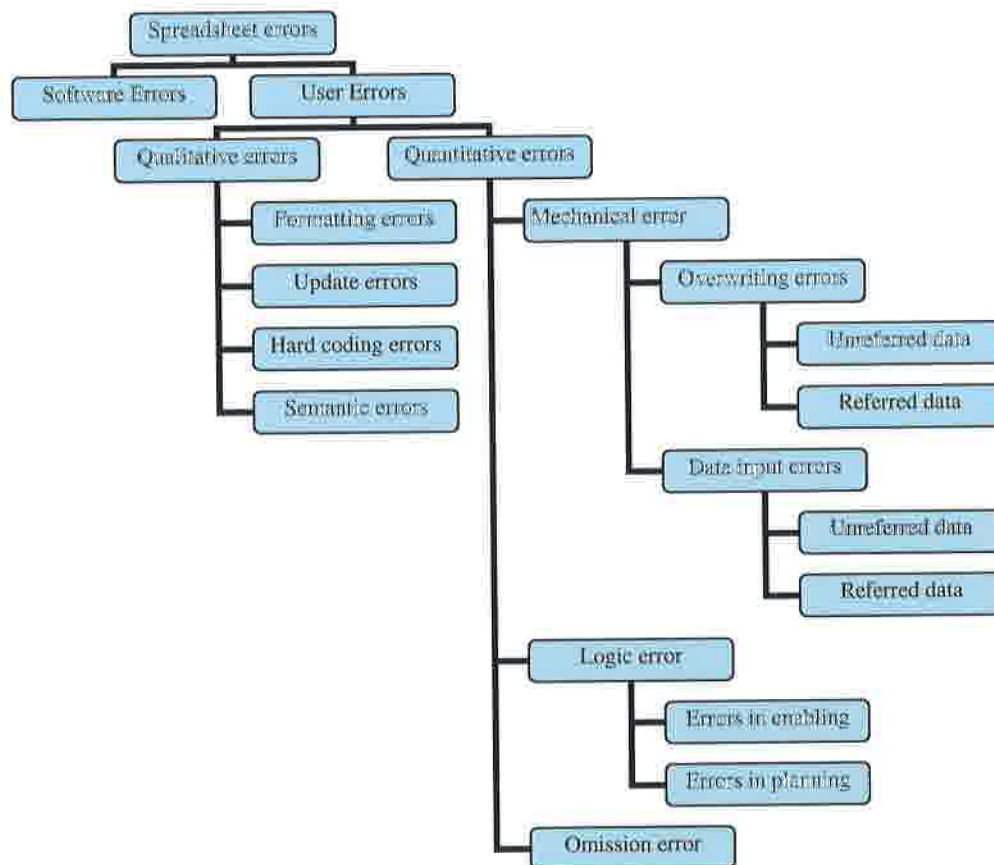 Spreadsheet errors
Software Errors
User Errors
Qualitative errors
Quantitative errors
Formatting errors
Update errors
Hard coding errors
Semantic errors
Mechanical error
Overwriting errors
Unreferred data
Referred data
Data input errors
Unreferred data
Referred data
Logic error
Errors in enabling
Errors in planning
Omission error